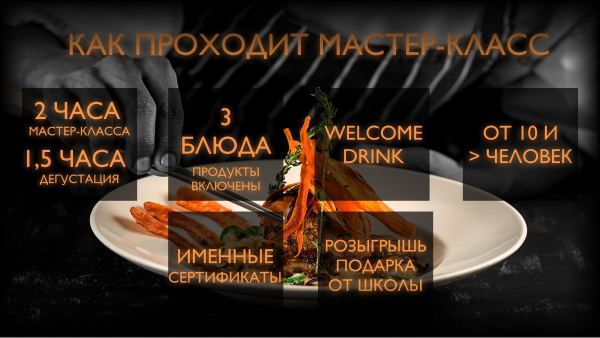 КАК ПРОХОДИТ МАСТЕР-КЛАСС
2 ЧАСА
МАСТЕР-КЛАССА
1,5 ЧАСА
ДЕГУСТАЦИЯ
3
БЛЮДА
ПРОДУКТЫ
ВКЛЮЧЕНЫ
WELCOME
DRINK
ОТ 10 И
> ЧЕЛОВЕК
ИМЕННЫЕ
СЕРТИФИКАТЫ
РОЗЫГРЫШЬ
ПОДАРКА
ОТ ШКОЛЫ